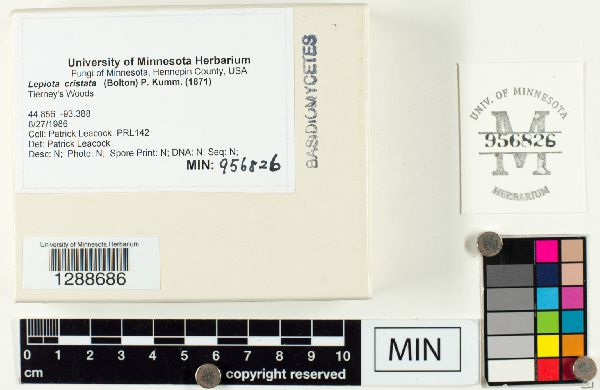 University of Minnesota Herbarium
Fungi of Minnesota, Hennepin County, USA
Lepiota cristata (Bolton) P. Kumm. (1871)
Tierney's Woods
44.856 -93.388
8/27/1986
Coll: Patrick Leacock PRL142
Det: Patrick Leacock
Desc: N; Photo: N; Spore Print: N; DNA: N; Seq: N;
MIN: 956826
BASIDIOMYCETES
UNIV. OF MINNESOTA
M
956826
HERBARIUM
University of Minnesota Herbarium
1288686
0 1 2 3 4 5 6 7 8 9 10
copyright reserved
MIN